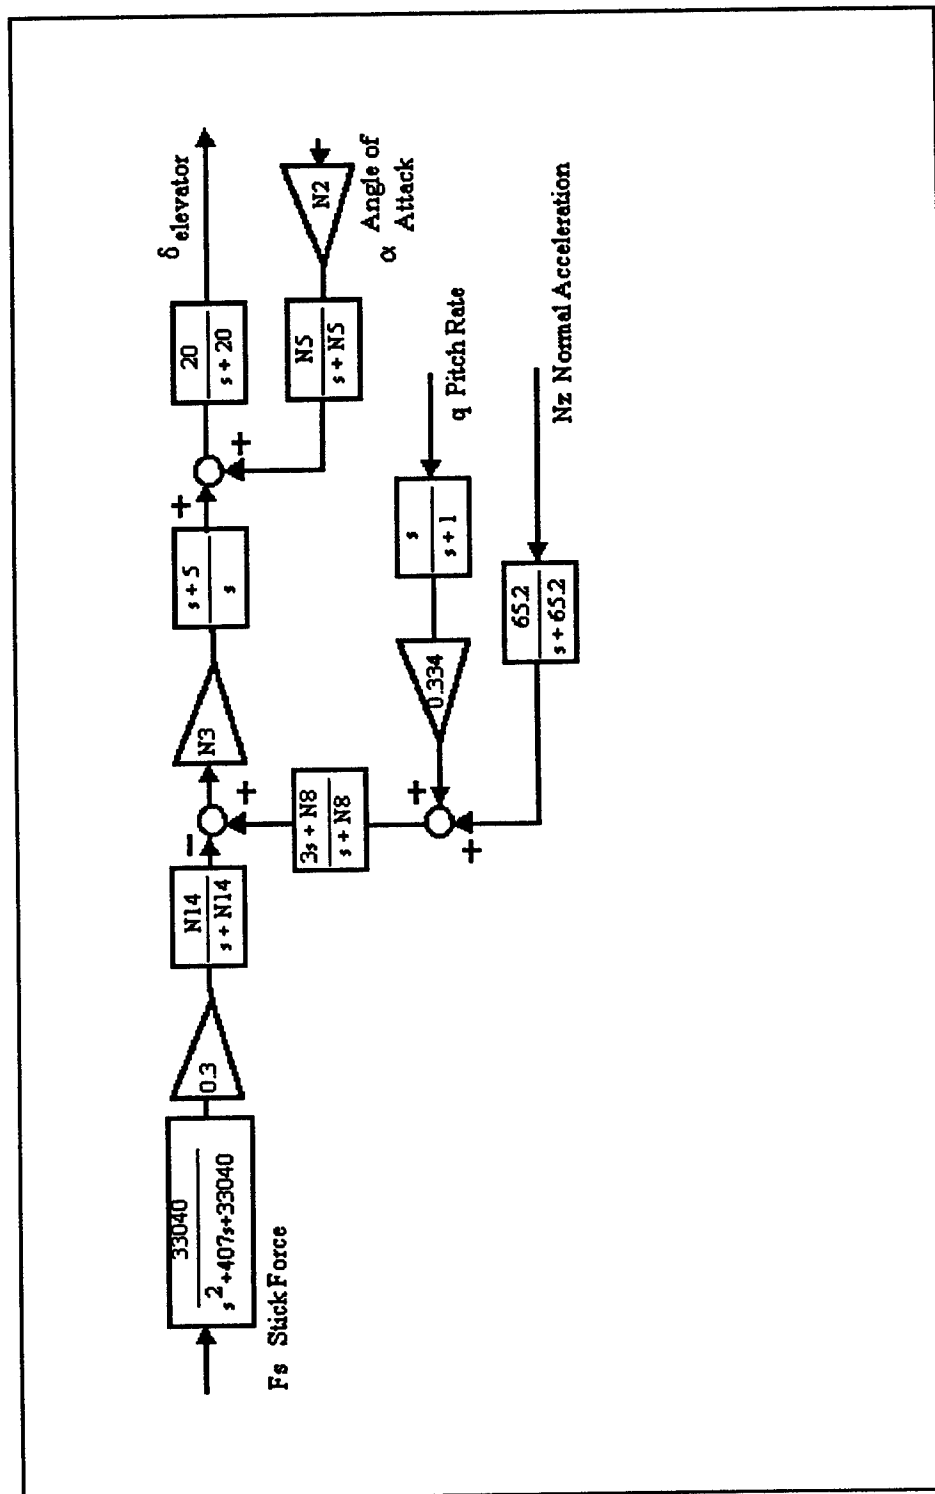 33040
s² +407s+33040
Fs Stick Force
0.3
N14
s + N14
−
+
N3
s + 5
s
+
+
20
s + 20
δ elevator
N5
s + N5
N2
α Angle of
Attack
3s + N8
s + N8
+
+
0.334
s
s + 1
q Pitch Rate
65.2
s + 65.2
Nz Normal Acceleration